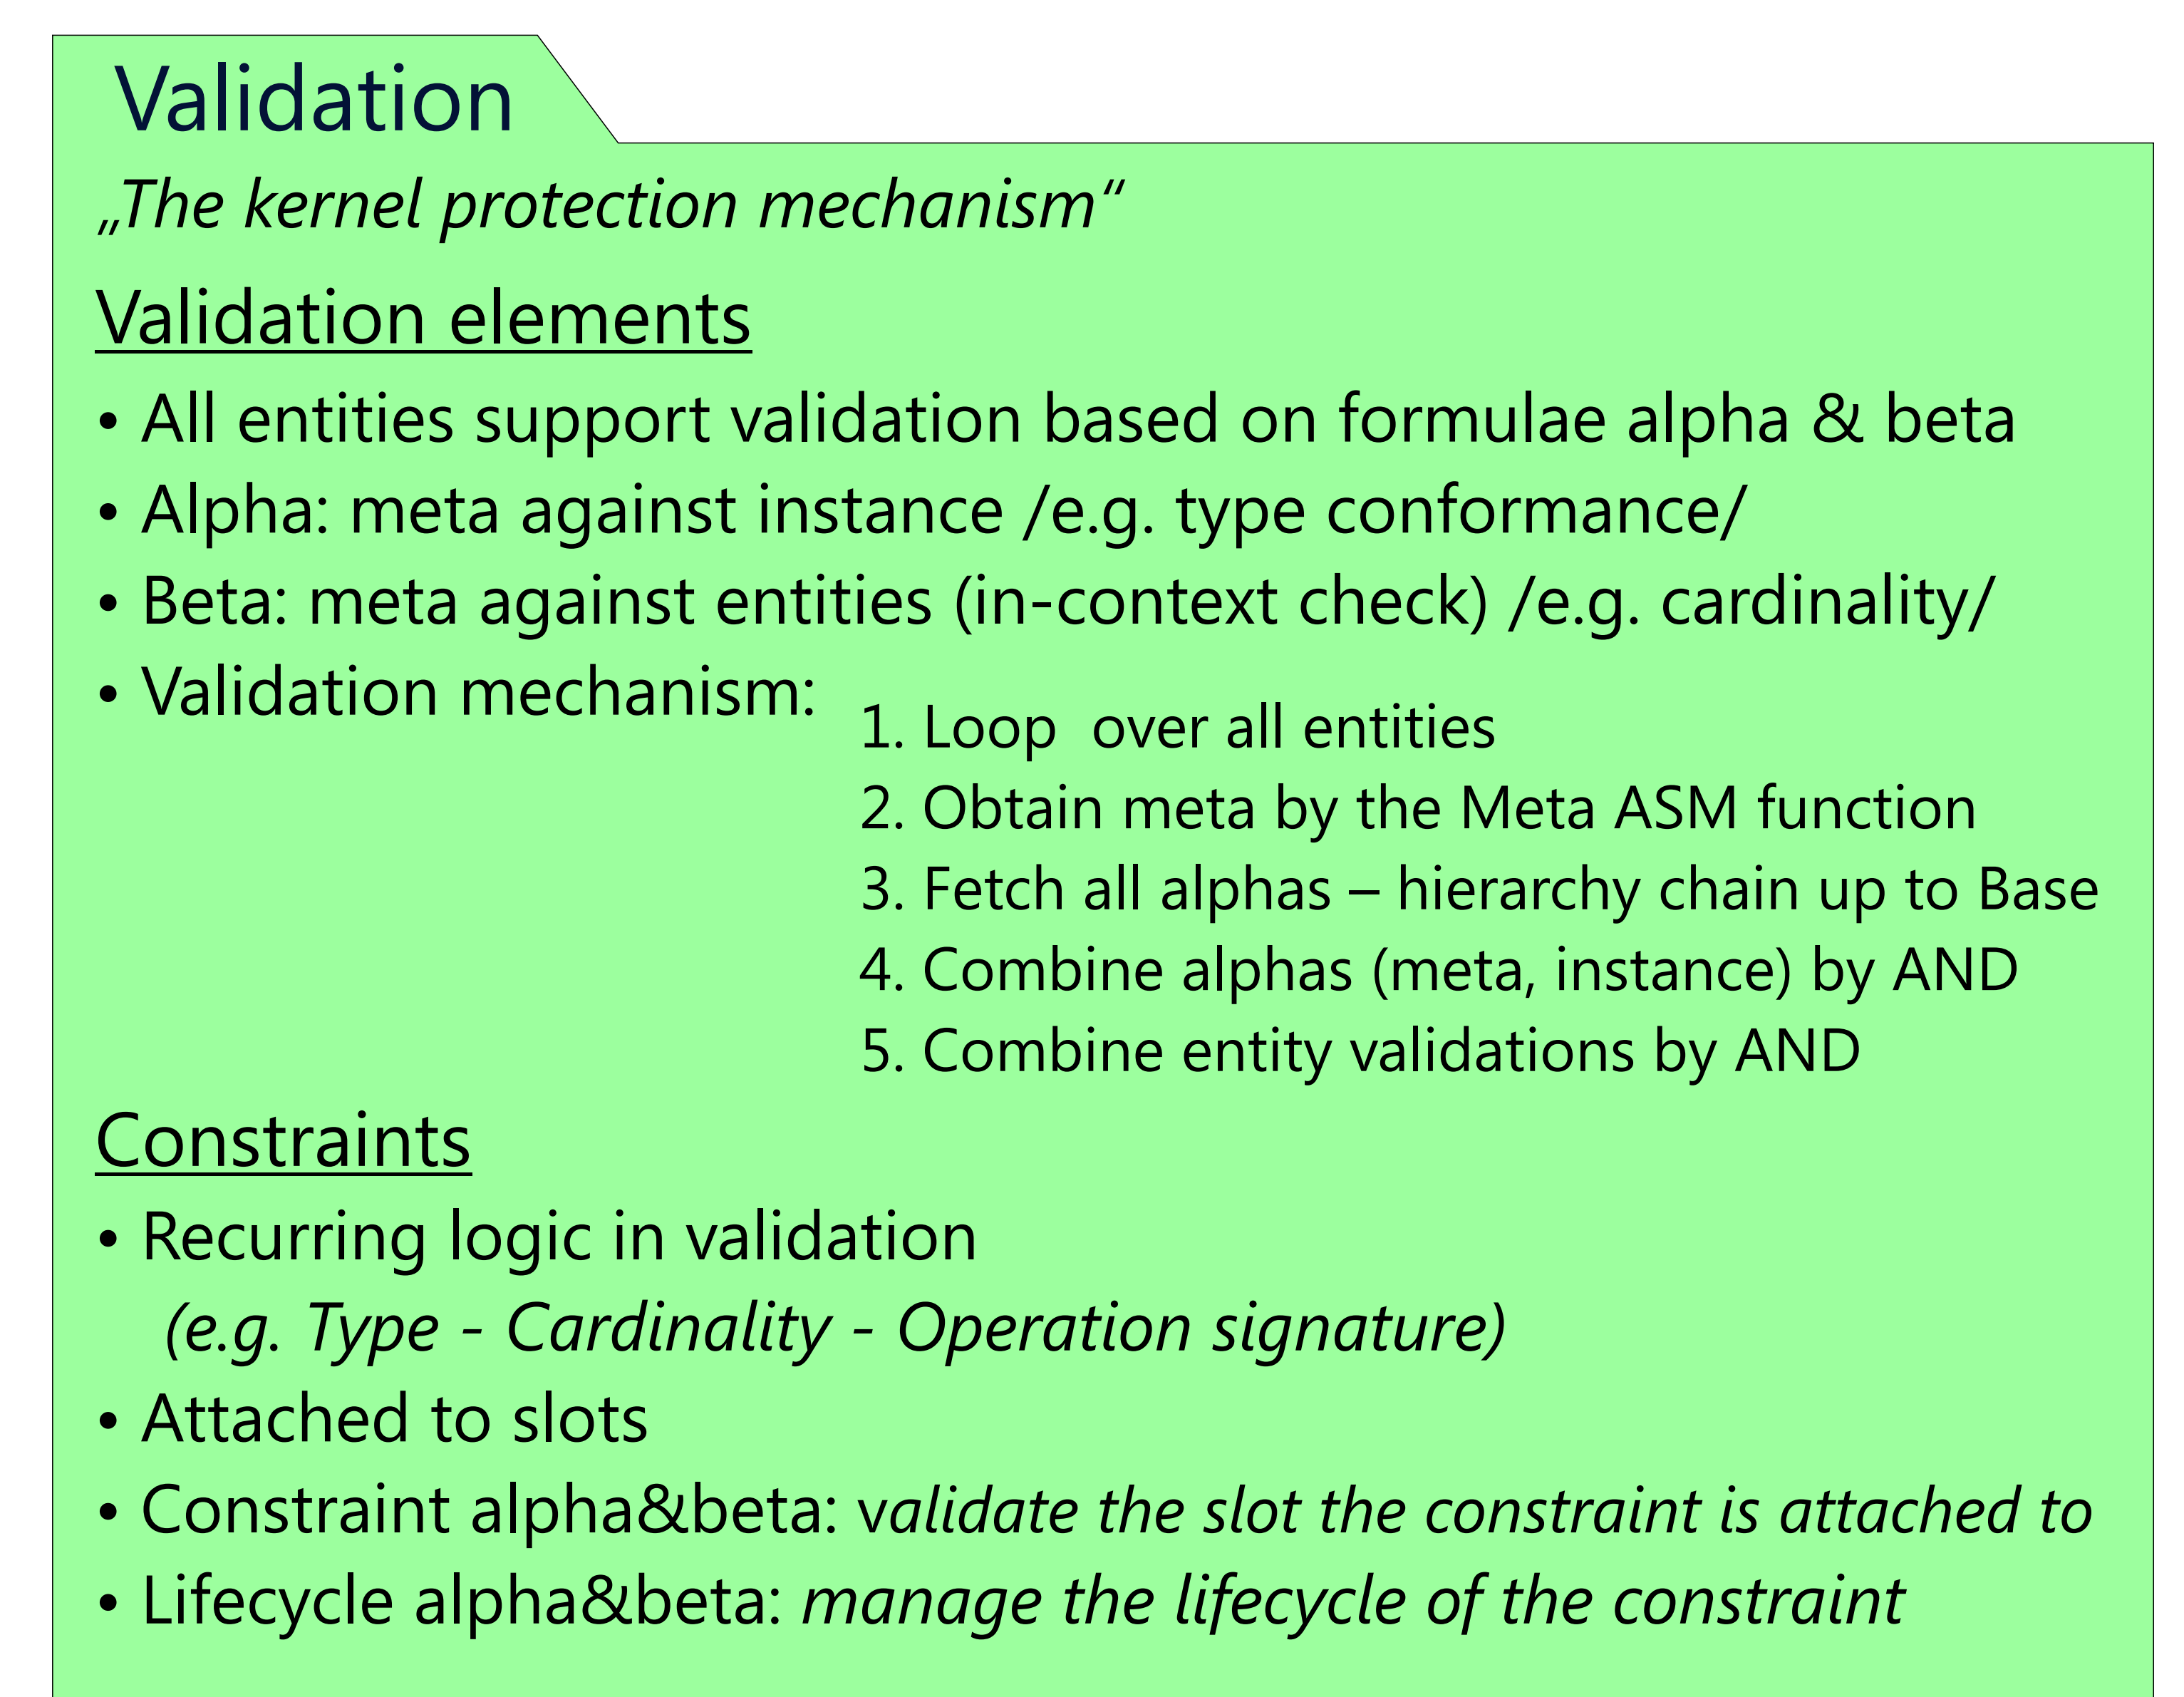 Validation
„The kernel protection mechanism“
Validation elements
• All entities support validation based on formulae alpha & beta
• Alpha: meta against instance /e.g. type conformance/
• Beta: meta against entities (in-context check) /e.g. cardinality/
• Validation mechanism:
1. Loop  over all entities
2. Obtain meta by the Meta ASM function
3. Fetch all alphas – hierarchy chain up to Base
4. Combine alphas (meta, instance) by AND
5. Combine entity validations by AND
Constraints
• Recurring logic in validation
(e.g. Type - Cardinality - Operation signature)
• Attached to slots
• Constraint alpha&beta: validate the slot the constraint is attached to
• Lifecycle alpha&beta: manage the lifecycle of the constraint